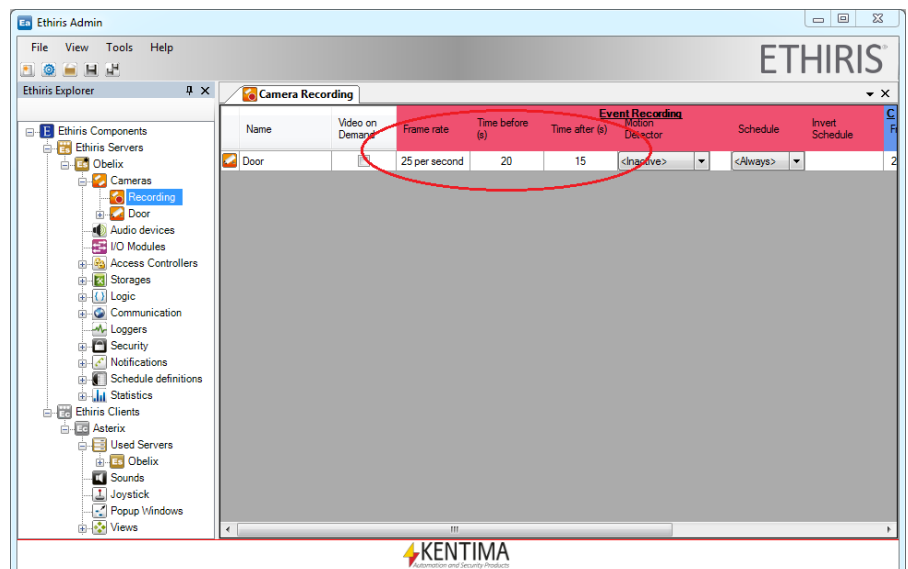 Ethiris Admin
File View Tools Help
ETHIRIS®
Ethiris Explorer
Camera Recording
Event Recording
C
Name
Video on Demand
Frame rate
Time before (s)
Time after (s)
Motion Detector
Schedule
Invert Schedule
Door 25 per second 20 15 <Inactive> <Always> 2
Ethiris Components
Ethiris Servers
Obelix
Cameras
Recording
Door
Audio devices
I/O Modules
Access Controllers
Storages
Logic
Communication
Loggers
Security
Notifications
Schedule definitions
Statistics
Ethiris Clients
Asterix
Used Servers
Obelix
Sounds
Joystick
Popup Windows
Views
KENTIMA
Automation and Security Products